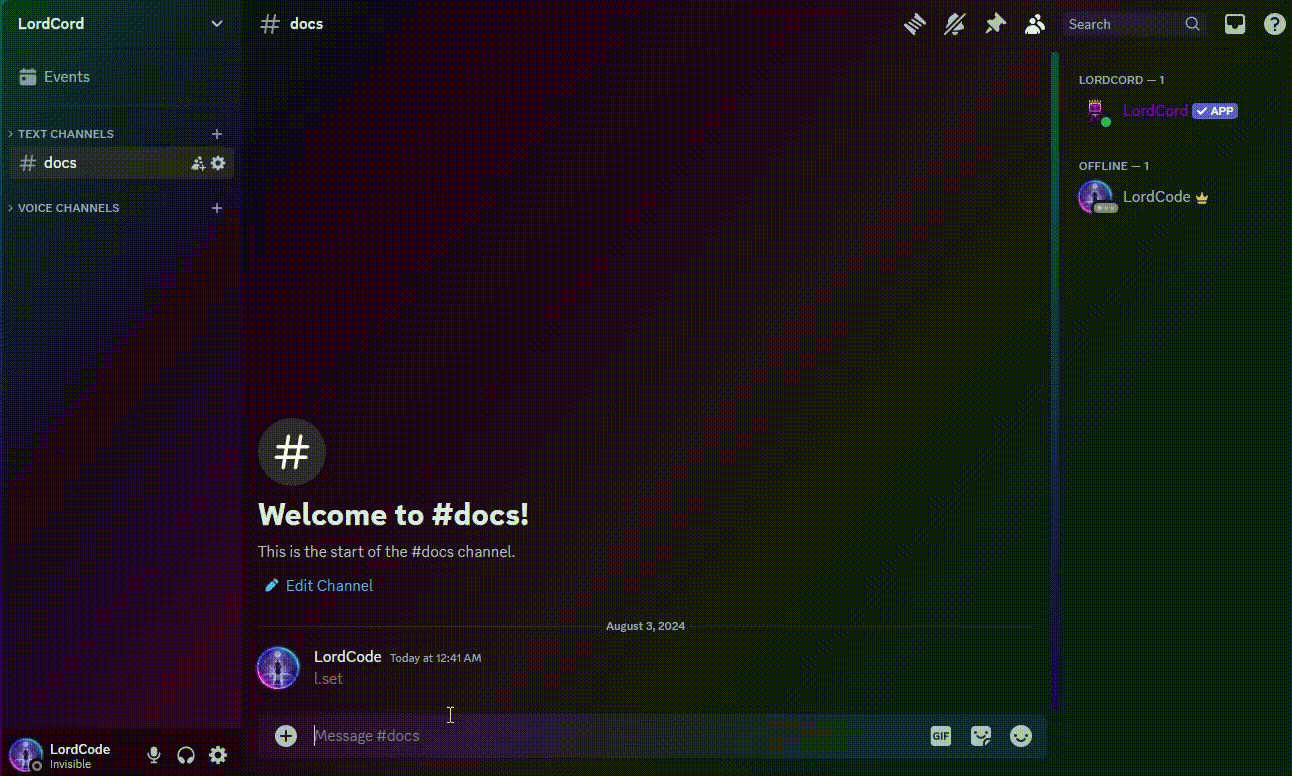 LordCord
docs
Search
Events
TEXT CHANNELS
docs
VOICE CHANNELS
LORDCORD — 1
LordCord APP
OFFLINE — 1
LordCode
Welcome to #docs!
This is the start of the #docs channel.
Edit Channel
August 3, 2024
LordCode Today at 12:41 AM
l.set
Message #docs
GIF
LordCode
Invisible